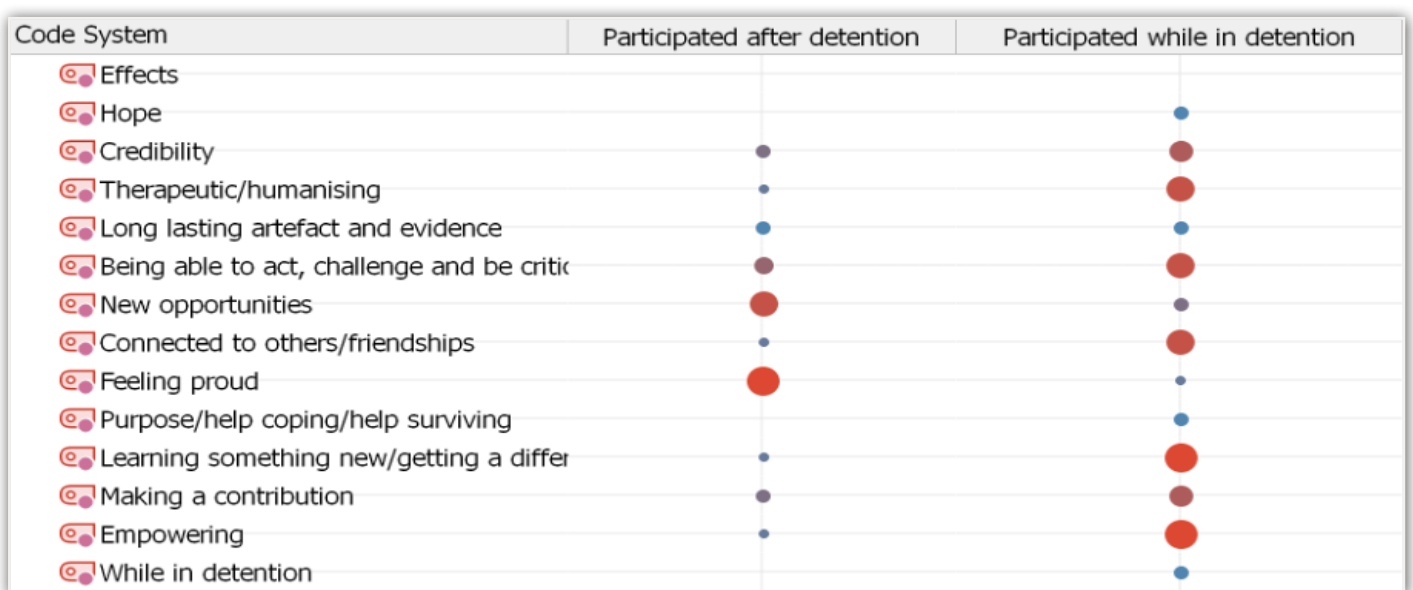 Code System Participated after detention Participated while in detention
Effects
Hope
Credibility
Therapeutic/humanising
Long lasting artefact and evidence
Being able to act, challenge and be critic
New opportunities
Connected to others/friendships
Feeling proud
Purpose/help coping/help surviving
Learning something new/getting a differ
Making a contribution
Empowering
While in detention